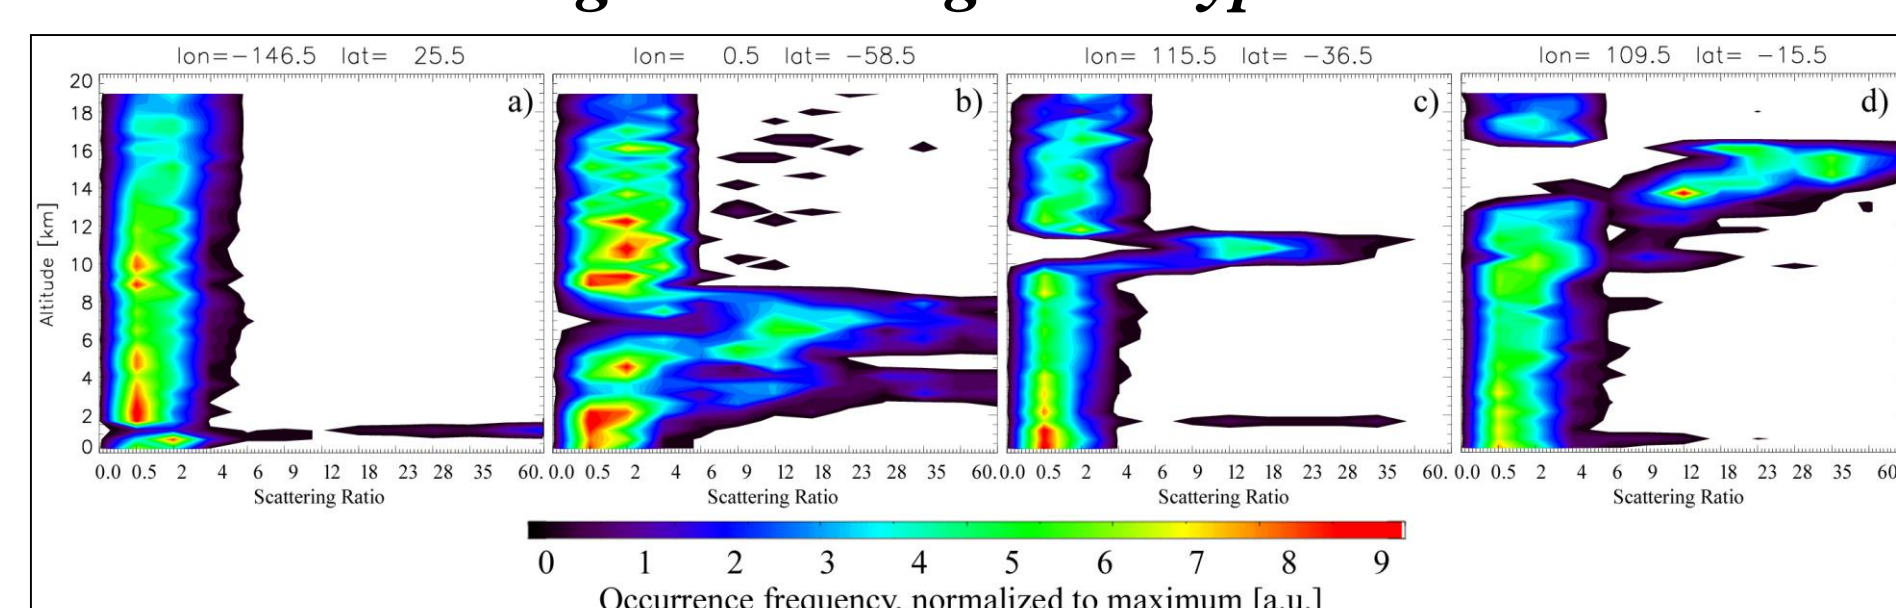 lon=-146.5 lat= 25.5
lon= 0.5 lat= -58.5
lon= 115.5 lat= -36.5
lon= 109.5 lat= -15.5
a)
b)
c)
d)
20
18
16
14
12
10
8
6
4
2
0
Altitude [km]
0.0 0.5 2 4 6 9 12 18 23 28 35 60.
0.0 0.5 2 4 6 9 12 18 23 28 35 60.
0.0 0.5 2 4 6 9 12 18 23 28 35 60.
0.0 0.5 2 4 6 9 12 18 23 28 35 60
Scattering Ratio
Scattering Ratio
Scattering Ratio
Scattering Ratio
0 1 2 3 4 5 6 7 8 9
Occurrence frequency, normalized to maximum [a.u.]